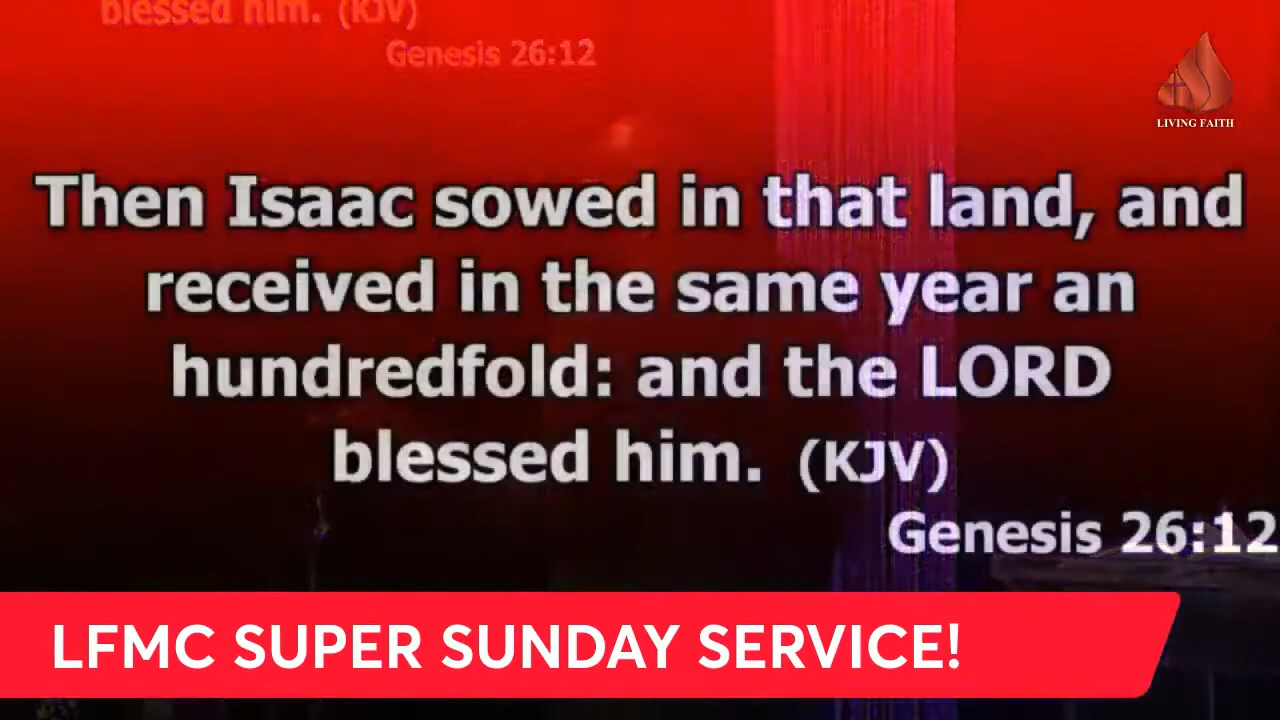 blessed him. (KJV)
Genesis 26:12
LIVING FAITH
Then Isaac sowed in that land, and
received in the same year an
hundredfold: and the LORD
blessed him. (KJV)
Genesis 26:12
LFMC SUPER SUNDAY SERVICE!